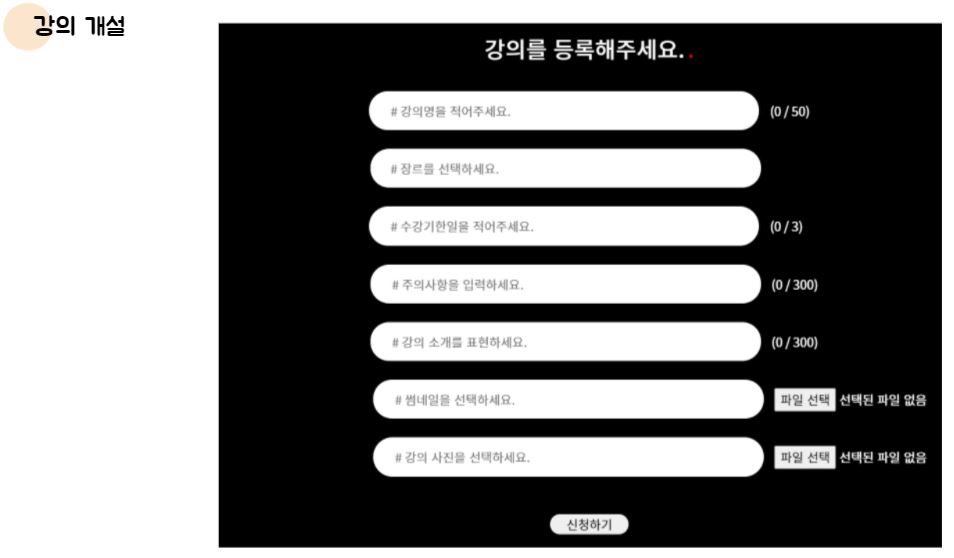 강의 개설
강의를 등록해주세요. .
# 강의명을 적어주세요. (0 / 50)
# 장르를 선택하세요.
# 수강기한일을 적어주세요. (0 / 3)
# 주의사항을 입력하세요. (0 / 300)
# 강의 소개를 표현하세요. (0 / 300)
# 썸네일을 선택하세요. 파일 선택 선택된 파일 없음
# 강의 사진을 선택하세요. 파일 선택 선택된 파일 없음
신청하기